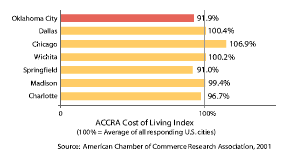 Oklahoma City 91.9%
Dallas 100.4%
Chicago 106.9%
Wichita 100.2%
Springfield 91.0%
Madison 99.4%
Charlotte 96.7%
0 100%
ACCRA Cost of Living Index
(100% = Average of all responding U.S. cities)
Source: American Chamber of Commerce Research Association, 2001